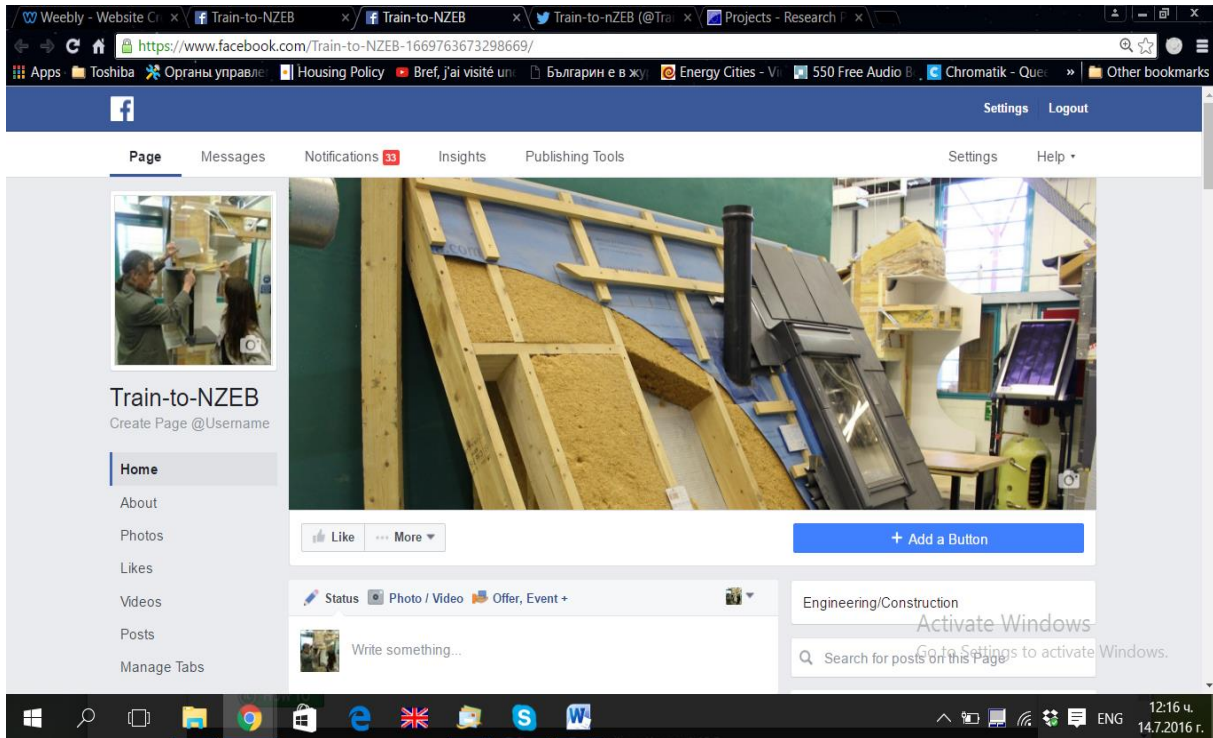 Weebly - Website Cr
Train-to-NZEB
Train-to-NZEB
Train-to-nZEB (@Tra
Projects - Research P
https://www.facebook.com/Train-to-NZEB-1669763673298669/
Apps Toshiba Органы управле Housing Policy Bref, j'ai visité un Българин е в жу Energy Cities - Vi 550 Free Audio B Chromatik - Que » Other bookmarks
Settings Logout
Page Messages Notifications 33 Insights Publishing Tools Settings Help
Train-to-NZEB
Create Page @Username
Home
About
Photos
Likes
Videos
Posts
Manage Tabs
Like ... More
+ Add a Button
Status Photo / Video Offer, Event +
Write something...
Engineering/Construction
Search for posts on this Page
Activate Windows
Go to Settings to activate Windows.
ENG
12:16 ч.
14.7.2016 г.